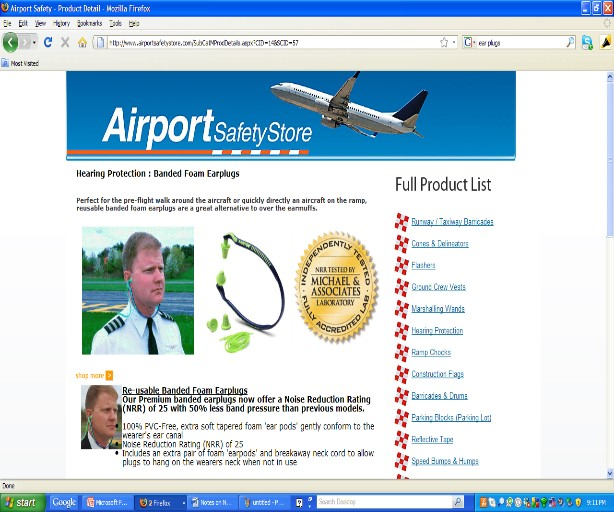 Airport Safety - Product Detail - Mozilla Firefox
File Edit View History Bookmarks Tools Help
http://www.airportsafetystore.com/SubCatMProdDetails.aspx?CID=14&SCID=57
ear plugs
Most Visited
Airport SafetyStore
Hearing Protection : Banded Foam Earplugs
Perfect for the pre-flight walk around the aircraft or quickly directly an aircraft on the ramp,
reusable banded foam earplugs are a great alternative to over the earmuffs.
INDEPENDENTLY TESTED
NRR TESTED BY
MICHAEL &
ASSOCIATES
LABORATORY
FULLY ACCREDITED LAB
shop more
Re-usable Banded Foam Earplugs
Our Premium banded earplugs now offer a Noise Reduction Rating
(NRR) of 25 with 50% less band pressure than previous models.
100% PVC-Free, extra soft tapered foam 'ear pods' gently conform to the
wearer's ear canal
Noise Reduction Rating (NRR) of 25
Includes an extra pair of foam 'earpods' and breakaway neck cord to allow
plugs to hang on the wearers neck when not in use
Full Product List
Runway / Taxiway Barricades
Cones & Delineators
Flashers
Ground Crew Vests
Marshalling Wands
Hearing Protection
Ramp Chocks
Construction Flags
Barricades & Drums
Parking Blocks (Parking Lot)
Reflective Tape
Speed Bumps & Humps
Done
start
Google
Microsoft F...
2 Firefox
Notes on N...
untitled - P...
Search Desktop
9:11 PM